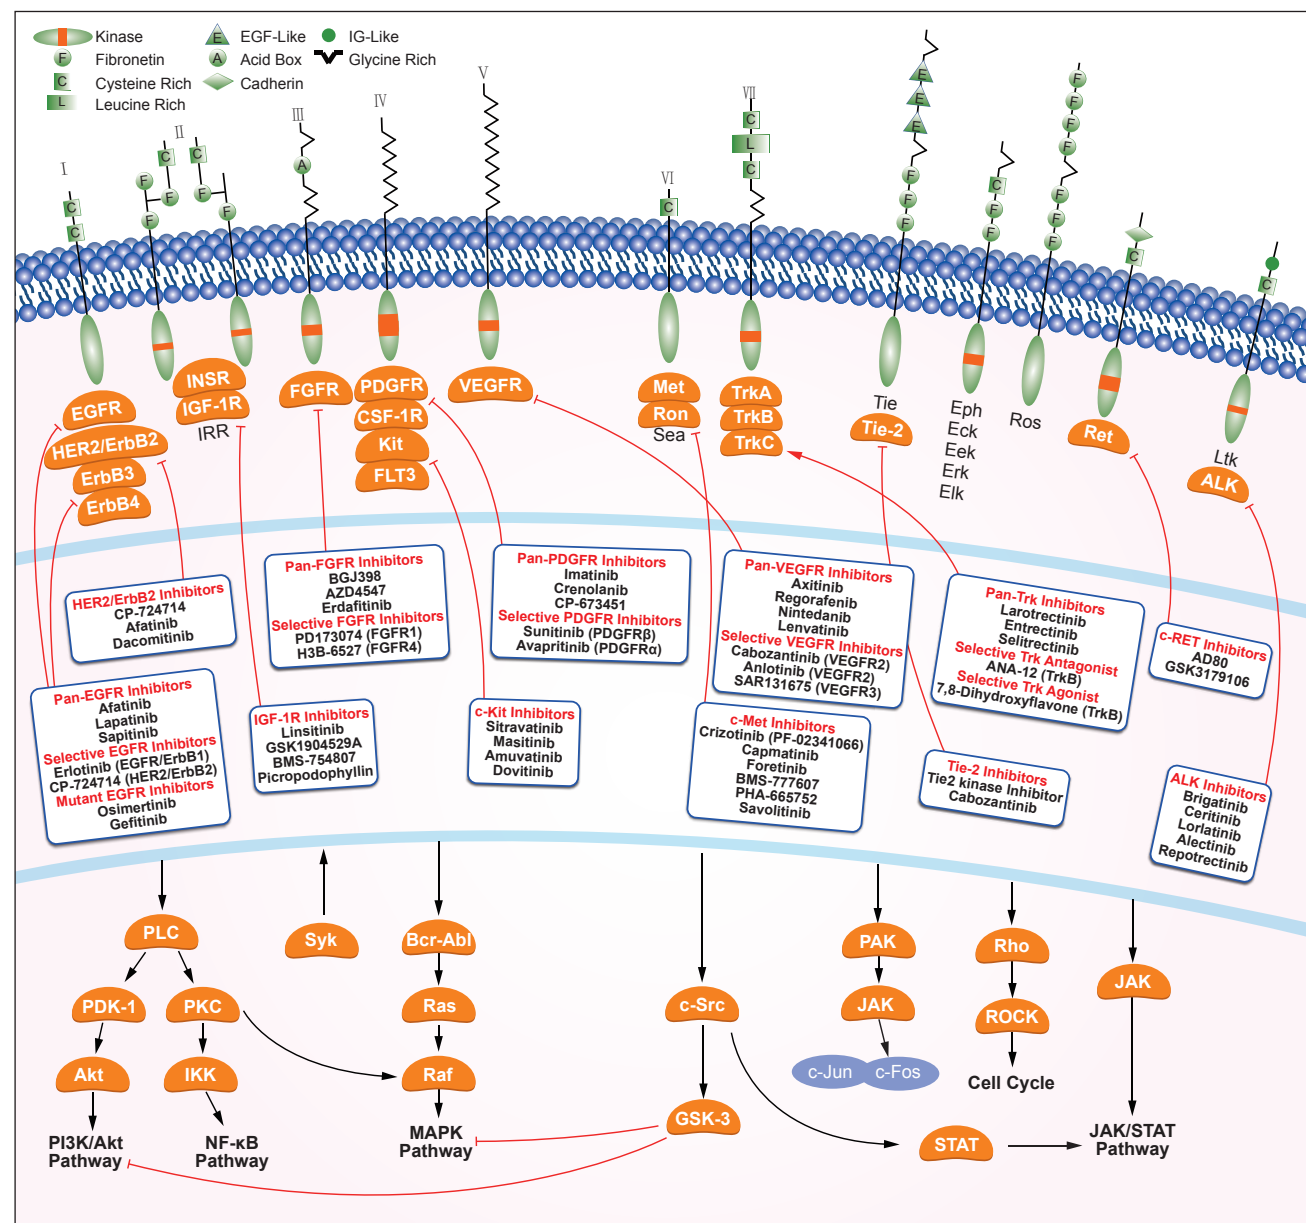 Kinase
F
Fibronetin
C
Cysteine Rich
L
Leucine Rich
E
EGF-Like
A
Acid Box
Cadherin
IG-Like
Glycine Rich
I
II
III
IV
V
VI
VII
C
C
F
C
F
F
C
F
F
A
C
C
L
C
E
E
E
F
F
F
C
F
F
F
F
F
F
F
F
F
C
C
EGFR
HER2/ErbB2
ErbB3
ErbB4
INSR
IGF-1R
IRR
FGFR
PDGFR
CSF-1R
Kit
FLT3
VEGFR
Met
Ron
Sea
TrkA
TrkB
TrkC
Tie
Tie-2
Eph
Eck
Eek
Erk
Elk
Ros
Ret
Ltk
ALK
HER2/ErbB2 Inhibitors
CP-724714
Afatinib
Dacomitinib
Pan-EGFR Inhibitors
Afatinib
Lapatinib
Sapitinib
Selective EGFR Inhibitors
Erlotinib (EGFR/ErbB1)
CP-724714 (HER2/ErbB2)
Mutant EGFR Inhibitors
Osimertinib
Gefitinib
Pan-FGFR Inhibitors
BGJ398
AZD4547
Erdafitinib
Selective FGFR Inhibitors
PD173074 (FGFR1)
H3B-6527 (FGFR4)
IGF-1R Inhibitors
Linsitinib
GSK1904529A
BMS-754807
Picropodophyllin
Pan-PDGFR Inhibitors
Imatinib
Crenolanib
CP-673451
Selective PDGFR Inhibitors
Sunitinib (PDGFRβ)
Avapritinib (PDGFRα)
c-Kit Inhibitors
Sitravatinib
Masitinib
Amuvatinib
Dovitinib
Pan-VEGFR Inhibitors
Axitinib
Regorafenib
Nintedanib
Lenvatinib
Selective VEGFR Inhibitors
Cabozantinib (VEGFR2)
Anlotinib (VEGFR2)
SAR131675 (VEGFR3)
c-Met Inhibitors
Crizotinib (PF-02341066)
Capmatinib
Foretinib
BMS-777607
PHA-665752
Savolitinib
Pan-Trk Inhibitors
Larotrectinib
Entrectinib
Selitrectinib
Selective Trk Antagonist
ANA-12 (TrkB)
Selective Trk Agonist
7,8-Dihydroxyflavone (TrkB)
Tie-2 Inhibitors
Tie2 kinase Inhibitor
Cabozantinib
c-RET Inhibitors
AD80
GSK3179106
ALK Inhibitors
Brigatinib
Ceritinib
Lorlatinib
Alectinib
Repotrectinib
PLC
PDK-1
PKC
Akt
IKK
PI3K/Akt
Pathway
NF-κB
Pathway
Syk
Bcr-Abl
Ras
Raf
MAPK
Pathway
c-Src
GSK-3
PAK
JAK
c-Jun
c-Fos
Rho
ROCK
Cell Cycle
STAT
JAK
JAK/STAT
Pathway